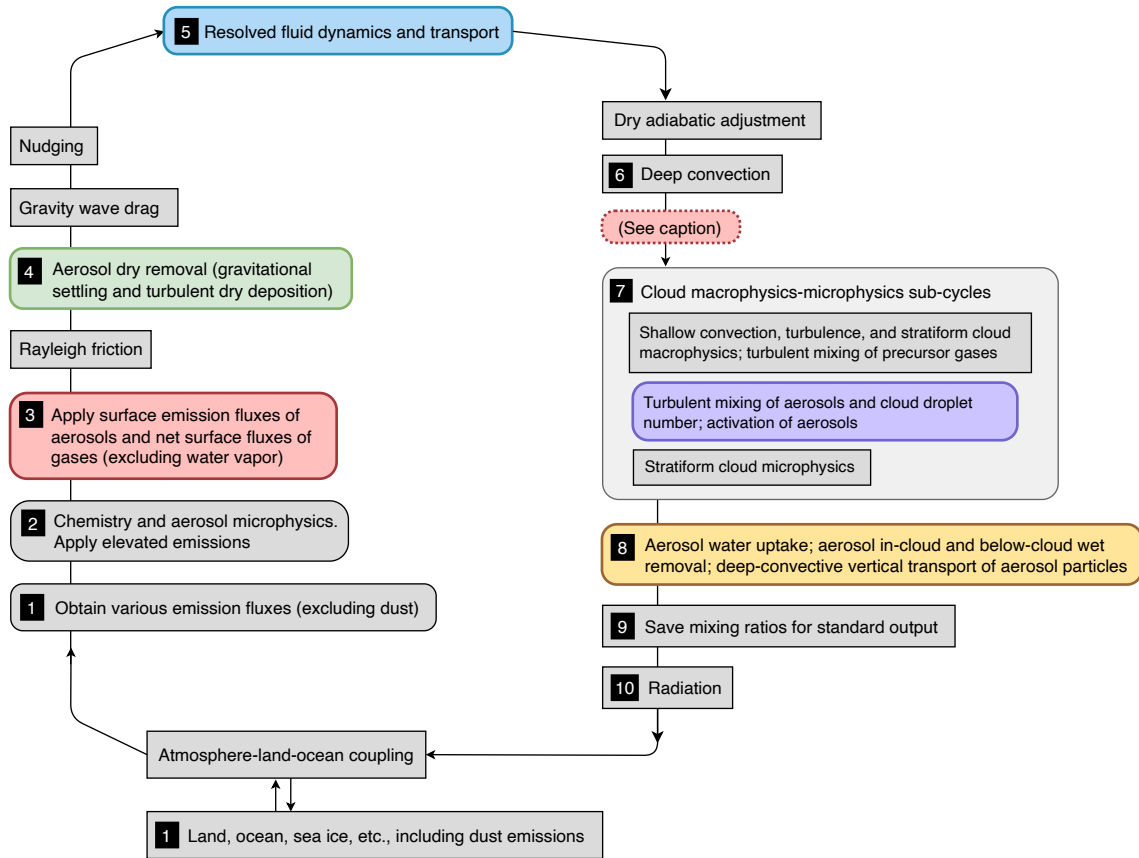 5 Resolved fluid dynamics and transport
Dry adiabatic adjustment
6 Deep convection
(See caption)
7 Cloud macrophysics-microphysics sub-cycles
Shallow convection, turbulence, and stratiform cloud
macrophysics; turbulent mixing of precursor gases
Turbulent mixing of aerosols and cloud droplet
number; activation of aerosols
Stratiform cloud microphysics
8 Aerosol water uptake; aerosol in-cloud and below-cloud wet
removal; deep-convective vertical transport of aerosol particles
9 Save mixing ratios for standard output
10 Radiation
Nudging
Gravity wave drag
4 Aerosol dry removal (gravitational
settling and turbulent dry deposition)
Rayleigh friction
3 Apply surface emission fluxes of
aerosols and net surface fluxes of
gases (excluding water vapor)
2 Chemistry and aerosol microphysics.
Apply elevated emissions
1 Obtain various emission fluxes (excluding dust)
Atmosphere-land-ocean coupling
1 Land, ocean, sea ice, etc., including dust emissions